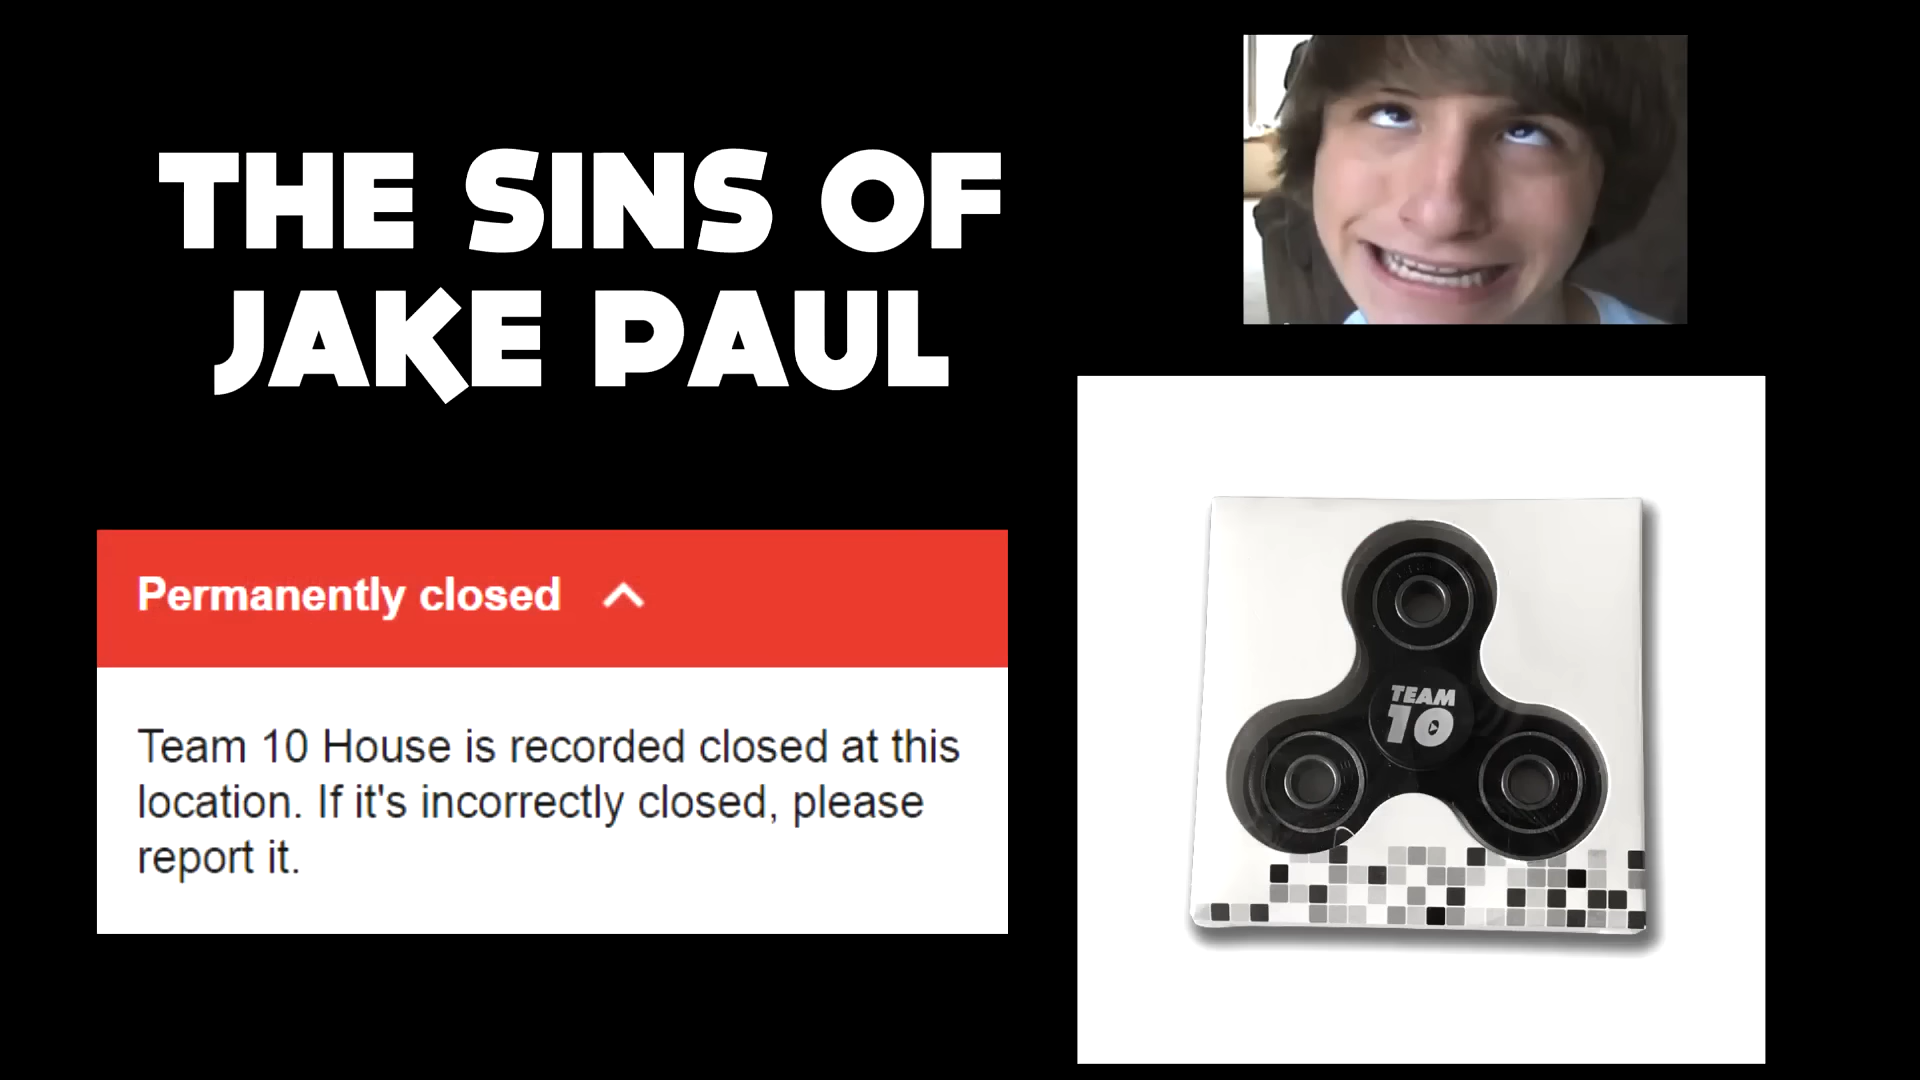 THE SINS OF
JAKE PAUL
Permanently closed
Team 10 House is recorded closed at this
location. If it's incorrectly closed, please
report it.
TEAM
10